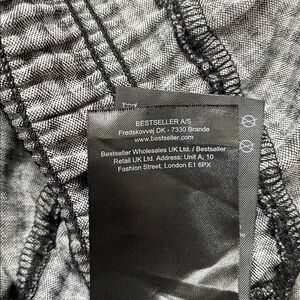 BESTSELLER A/S
Fredskovvej DK - 7330 Brande
www.bestseller.com
Bestseller Wholesales UK Ltd. / Bestseller
Retail UK Ltd. Address: Unit A, 10
Fashion Street, London E1 6PX